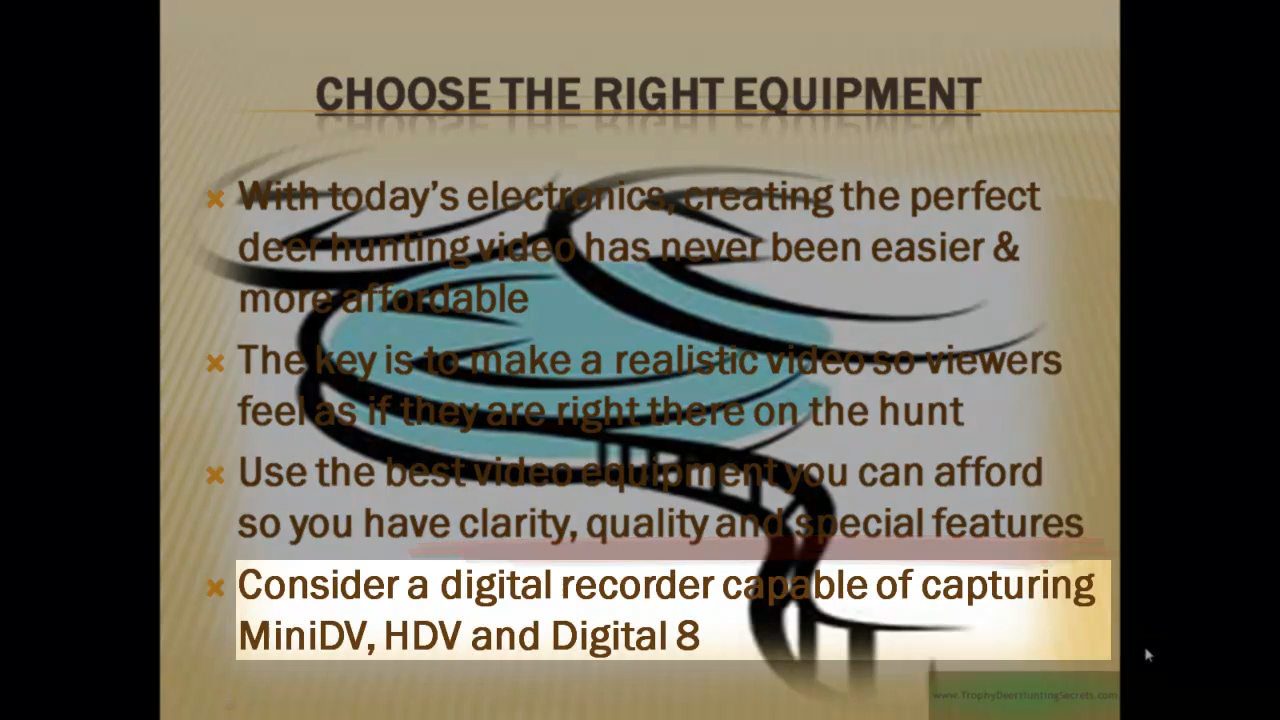 CHOOSE THE RIGHT EQUIPMENT
With today's electronics, creating the perfect
deer hunting video has never been easier &
more affordable
The key is to make a realistic video so viewers
feel as if they are right there on the hunt
Use the best video equipment you can afford
so you have clarity, quality and special features
Consider a digital recorder capable of capturing
MiniDV, HDV and Digital 8
www.TrophyDeerHuntingSecrets.com